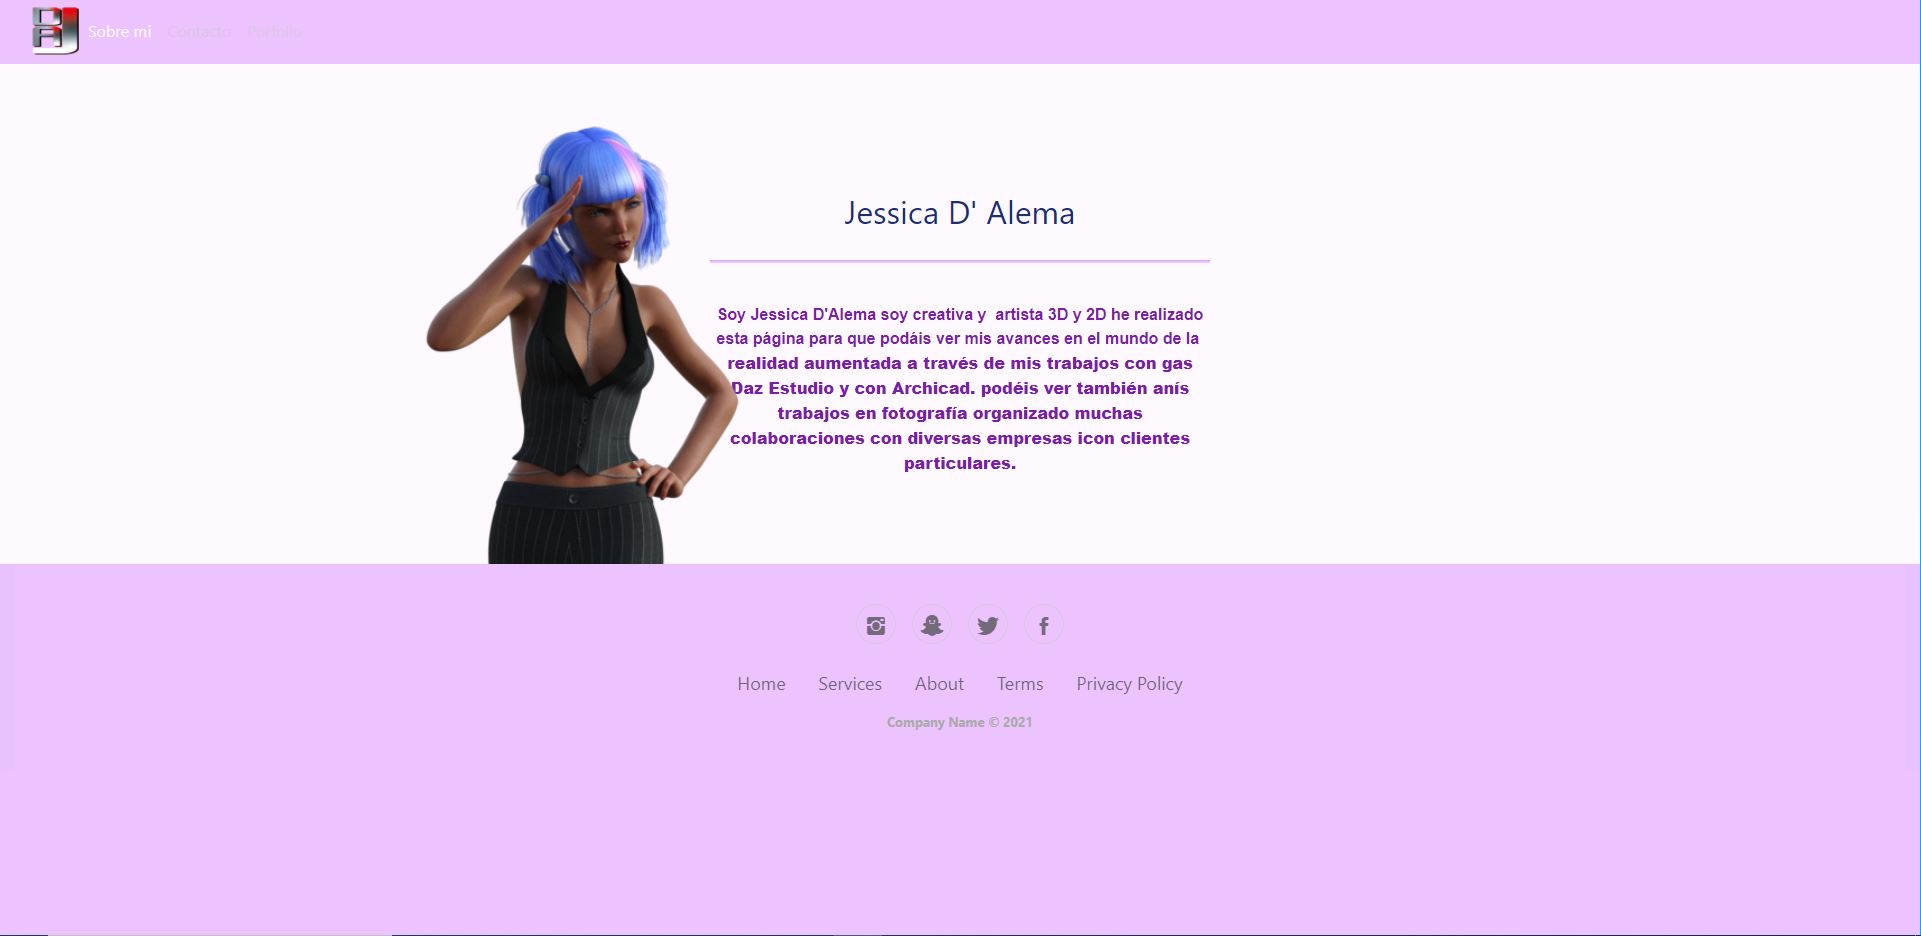 Sobre mi Contacto Porfolio
Jessica D' Alema
Soy Jessica D'Alema soy creativa y  artista 3D y 2D he realizado
esta página para que podáis ver mis avances en el mundo de la
realidad aumentada a través de mis trabajos con gas
Daz Estudio y con Archicad. podéis ver también anís
trabajos en fotografía organizado muchas
colaboraciones con diversas empresas icon clientes
particulares.
Home Services About Terms Privacy Policy
Company Name © 2021